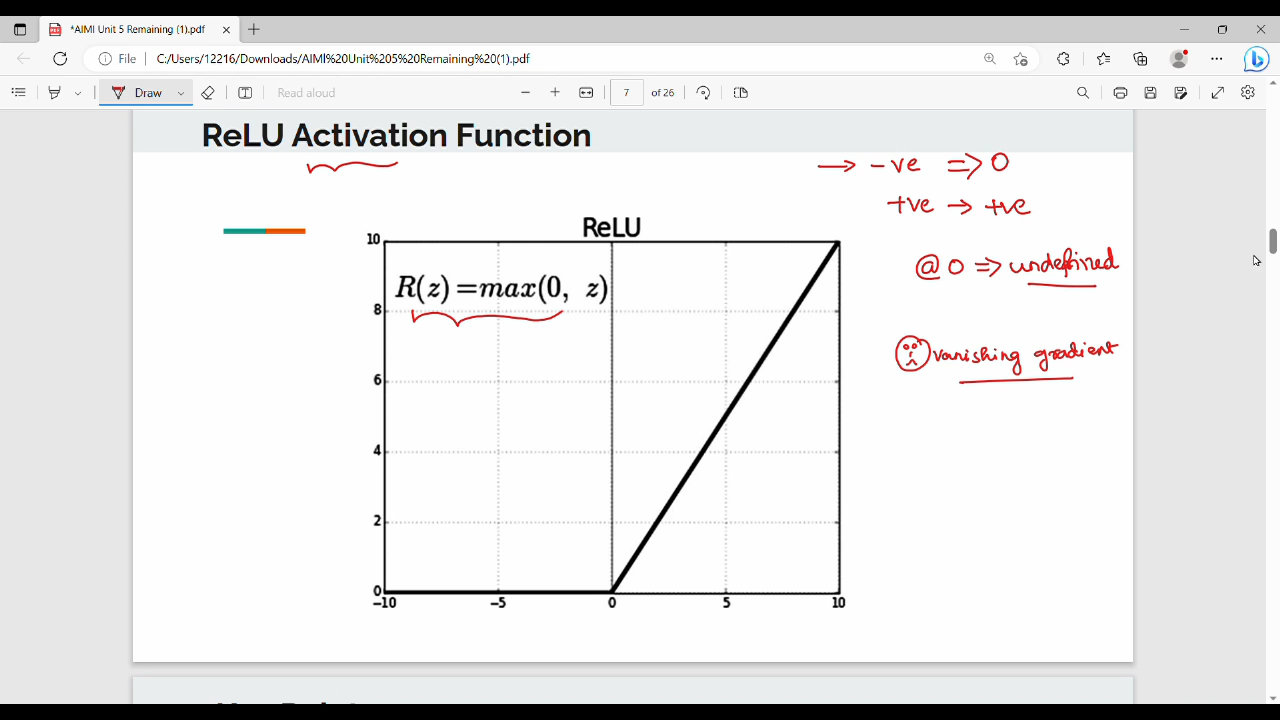 *AIMI Unit 5 Remaining (1).pdf
File
C:/Users/12216/Downloads/AIMI%20Unit%205%20Remaining%20(1).pdf
Draw
Read aloud
7 of 26
ReLU Activation Function
→ -ve => 0
+ve → +ve
@ 0 => undefined
vanishing gradient
ReLU
R(z) =max(0, z)
10
8
6
4
2
0
-10 -5 0 5 10